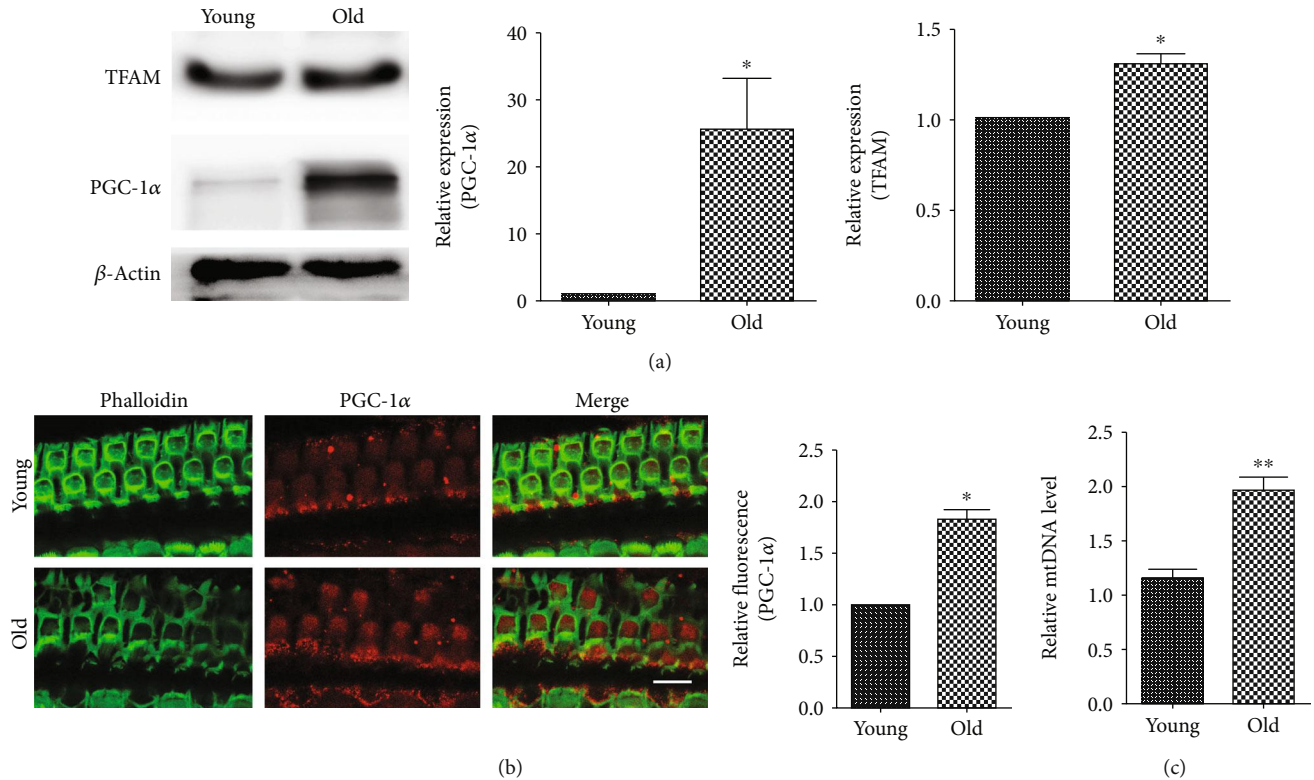 Young Old
TFAM
PGC-1α
β-Actin
Relative expression
(PGC-1α)
40
30
20
10
0
*
Young Old
Relative expression
(TFAM)
1.5
1.0
0.5
0.0
*
Young Old
(a)
Phalloidin PGC-1α Merge
Young
Old
Relative fluorescence
(PGC-1α)
2.5
2.0
1.5
1.0
0.5
0.0
*
Young Old
(b)
Relative mtDNA level
2.5
2.0
1.5
1.0
0.5
0.0
**
Young Old
(c)